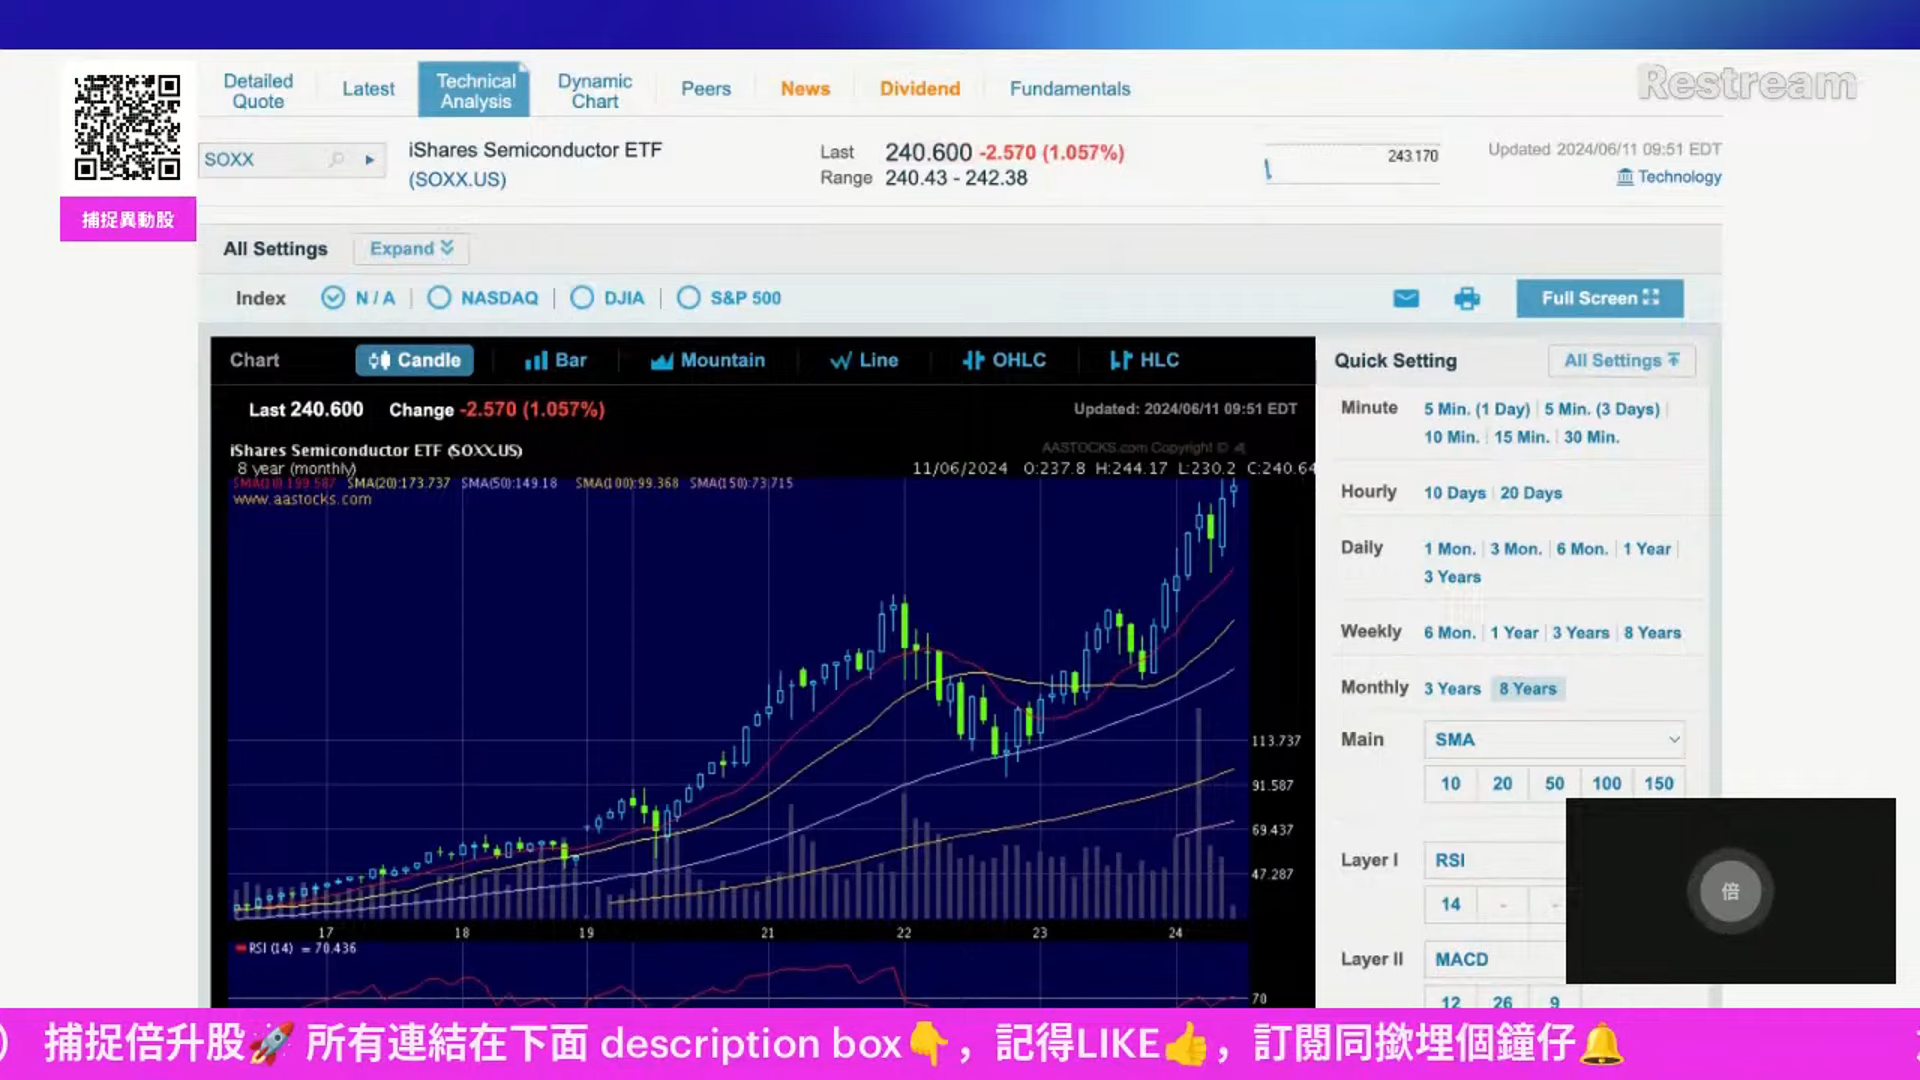 Detailed Quote
Latest
Technical Analysis
Dynamic Chart
Peers
News
Dividend
Fundamentals
Restream
捕捉異動股
SOXX
iShares Semiconductor ETF
(SOXX.US)
Last 240.600 -2.570 (1.057%)
Range 240.43 - 242.38
243.170
Updated 2024/06/11 09:51 EDT
Technology
All Settings
Expand
Index
N / A
NASDAQ
DJIA
S&P 500
Full Screen
Chart
Candle
Bar
Mountain
Line
OHLC
HLC
Last 240.600 Change -2.570 (1.057%)
Updated: 2024/06/11 09:51 EDT
iShares Semiconductor ETF (SOXX.US)
AASTOCKS.com Copyright ©
8 year (monthly)
11/06/2024 O:237.8 H:244.17 L:230.2 C:240.64
SMA(10):199.587 SMA(20):173.737 SMA(50):149.18 SMA(100):99.368 SMA(150):73.715
www.aastocks.com
113.737
91.587
69.437
47.287
17 18 19 21 22 23 24
RSI (14) = 70.436
70
Quick Setting
All Settings
Minute
5 Min. (1 Day) 5 Min. (3 Days)
10 Min. 15 Min. 30 Min.
Hourly
10 Days 20 Days
Daily
1 Mon. 3 Mon. 6 Mon. 1 Year
3 Years
Weekly
6 Mon. 1 Year 3 Years 8 Years
Monthly
3 Years 8 Years
Main
SMA
10 20 50 100 150
Layer I
RSI
14 - -
Layer II
MACD
12 26 9
倍
) 捕捉倍升股🚀 所有連結在下面 description box👇，記得LIKE👍，訂閱同撳埋個鐘仔🔔